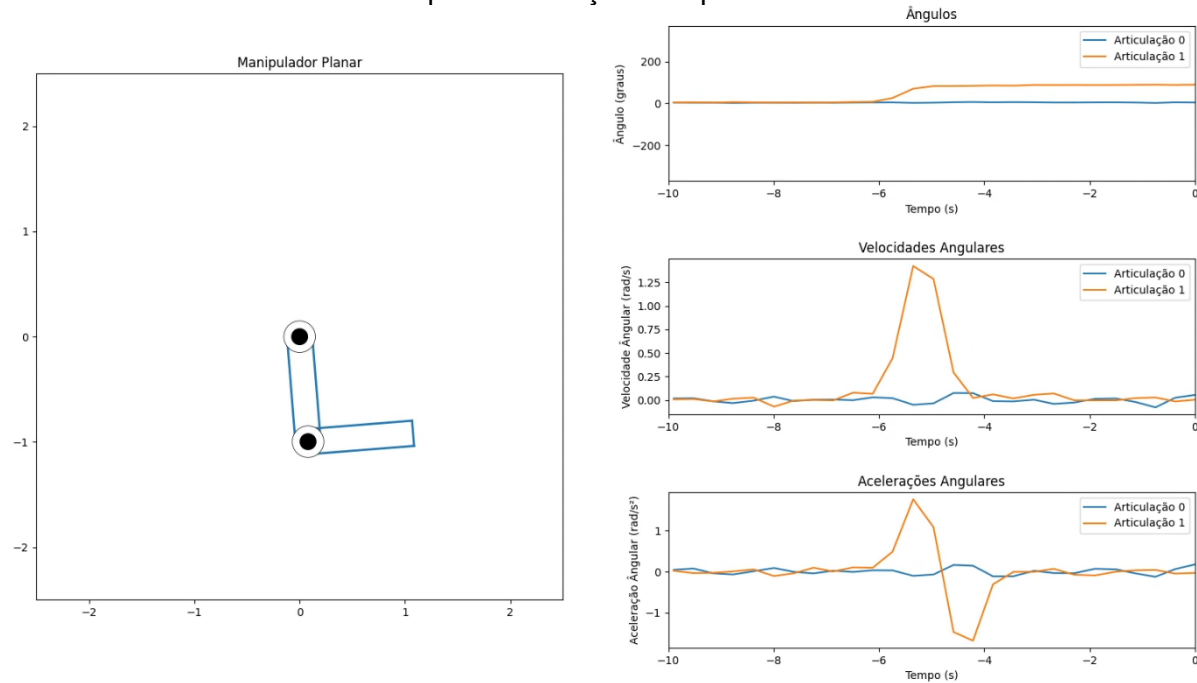 Manipulador Planar
2
1
0
−1
−2
−2
−1
0
1
2
Ângulos
Ângulo (graus)
200
0
−200
Articulação 0
Articulação 1
−10
−8
−6
−4
−2
0
Tempo (s)
Velocidades Angulares
Velocidade Ângular (rad/s)
1.25
1.00
0.75
0.50
0.25
0.00
Articulação 0
Articulação 1
−10
−8
−6
−4
−2
0
Tempo (s)
Acelerações Angulares
Aceleração Ângular (rad/s²)
1
0
−1
Articulação 0
Articulação 1
−10
−8
−6
−4
−2
0
Tempo (s)